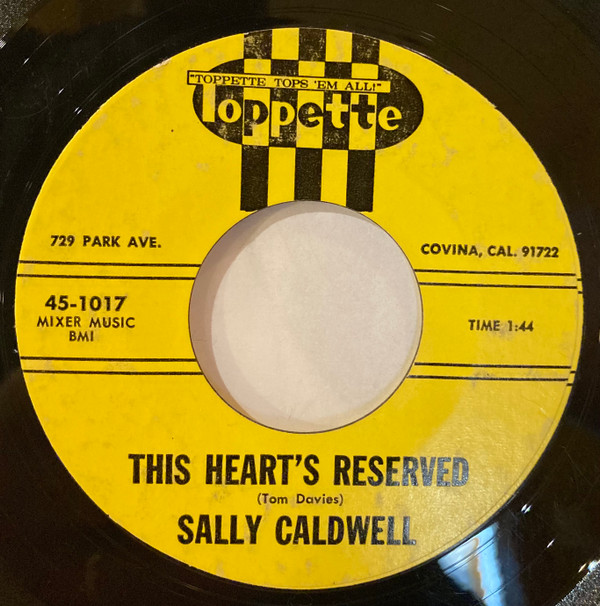 "TOPPETTE TOPS 'EM ALL!"
Toppette
729 PARK AVE.
COVINA, CAL. 91722
45-1017
MIXER MUSIC
BMI
TIME 1:44
THIS HEART'S RESERVED
(Tom Davies)
SALLY CALDWELL